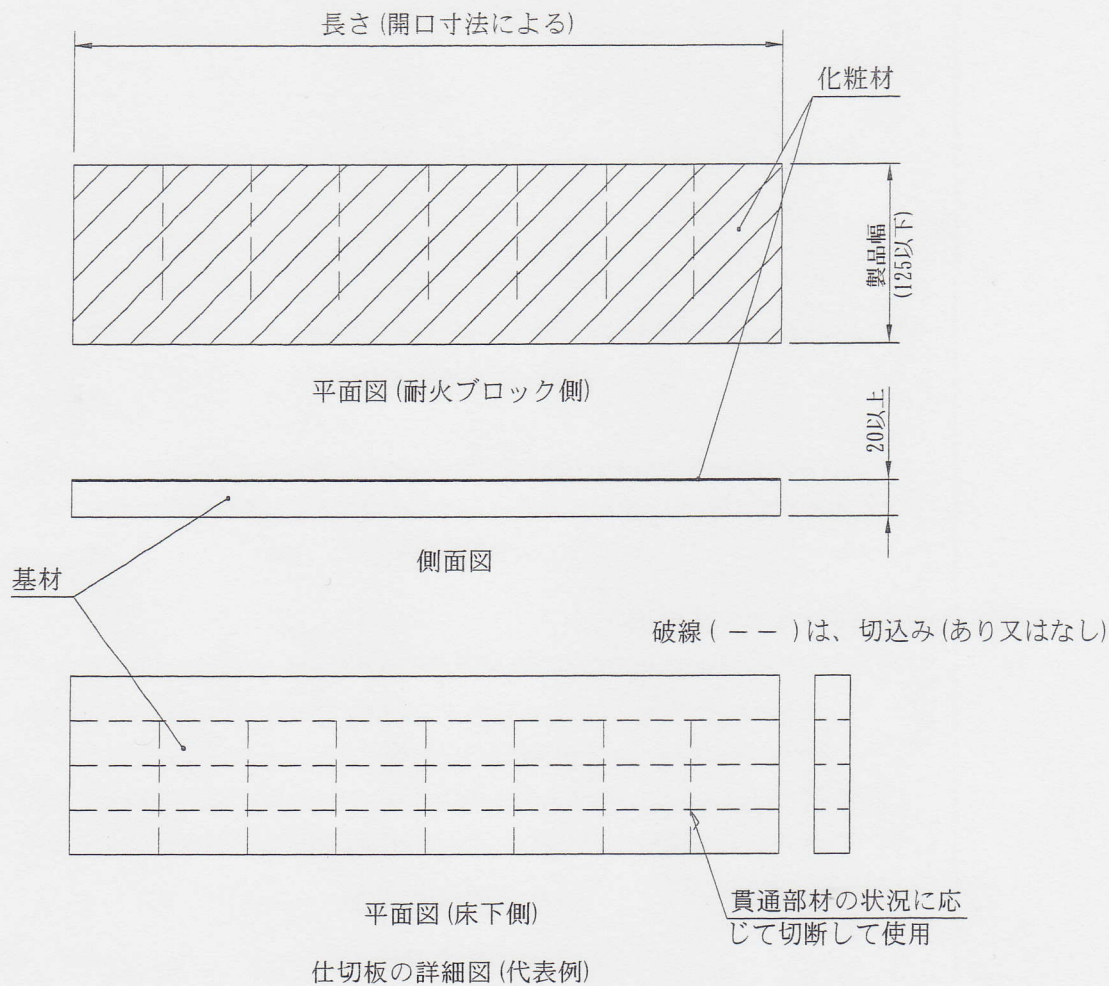 長さ(開口寸法による)
化粧材
製品幅
(125以下)
平面図(耐火ブロック側)
20以上
側面図
基材
破線(－－)は、切込み(あり又はなし)
平面図(床下側)
貫通部材の状況に応
じて切断して使用
仕切板の詳細図(代表例)